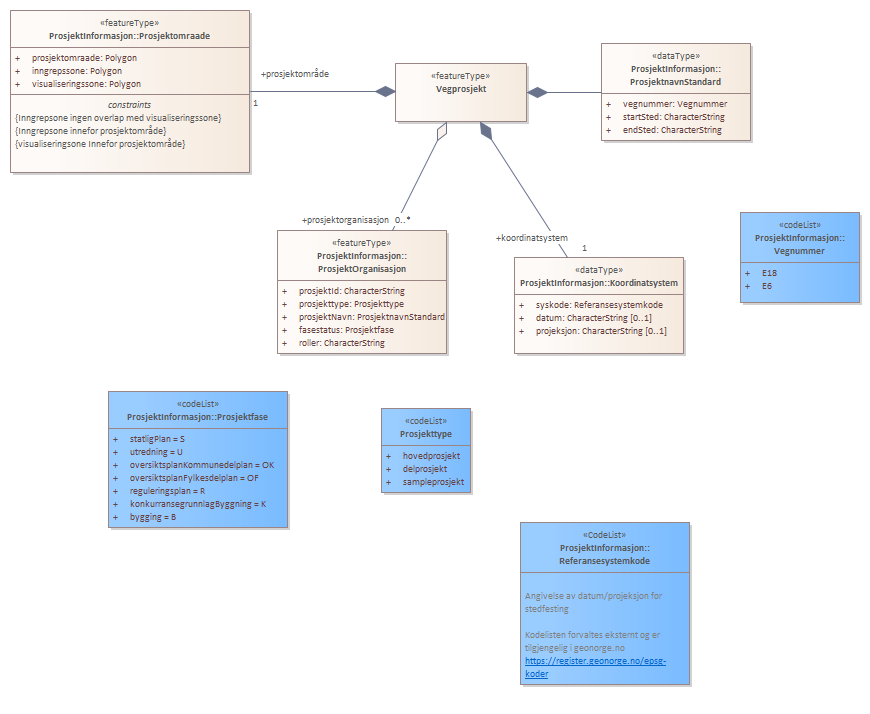 «featureType»
ProsjektInformasjon::Prosjektomraade
+ prosjektomraade: Polygon
+ inngrepssone: Polygon
+ visualiseringssone: Polygon
constraints
{Inngrepsone ingen overlap med visualiseringssone}
{Inngrepsone innefor prosjektområde}
{visualiseringsone Innefor prosjektområde}
+prosjektområde
1
«featureType»
Vegprosjekt
«dataType»
ProsjektInformasjon::
ProsjektnavnStandard
+ vegnummer: Vegnummer
+ startSted: CharacterString
+ endSted: CharacterString
+prosjektorganisasjon 0..*
«featureType»
ProsjektInformasjon::
ProsjektOrganisasjon
+ prosjektId: CharacterString
+ prosjekttype: Prosjekttype
+ prosjektNavn: ProsjektnavnStandard
+ fasestatus: Prosjektfase
+ roller: CharacterString
+koordinatsystem
1
«dataType»
ProsjektInformasjon::Koordinatsystem
+ syskode: Referansesystemkode
+ datum: CharacterString [0..1]
+ projeksjon: CharacterString [0..1]
«codeList»
ProsjektInformasjon::
Vegnummer
+ E18
+ E6
«codeList»
ProsjektInformasjon::Prosjektfase
+ statligPlan = S
+ utredning = U
+ oversiktsplanKommunedelplan = OK
+ oversiktsplanFylkesdelplan = OF
+ reguleringsplan = R
+ konkurransegrunnlagByggning = K
+ bygging = B
«codeList»
Prosjekttype
+ hovedprosjekt
+ delprosjekt
+ sampleprosjekt
«CodeList»
ProsjektInformasjon::
Referansesystemkode
Angivelse av datum/projeksjon for
stedfesting
Kodelisten forvaltes eksternt og er
tilgjengelig i geonorge.no
https://register.geonorge.no/epsg-
koder